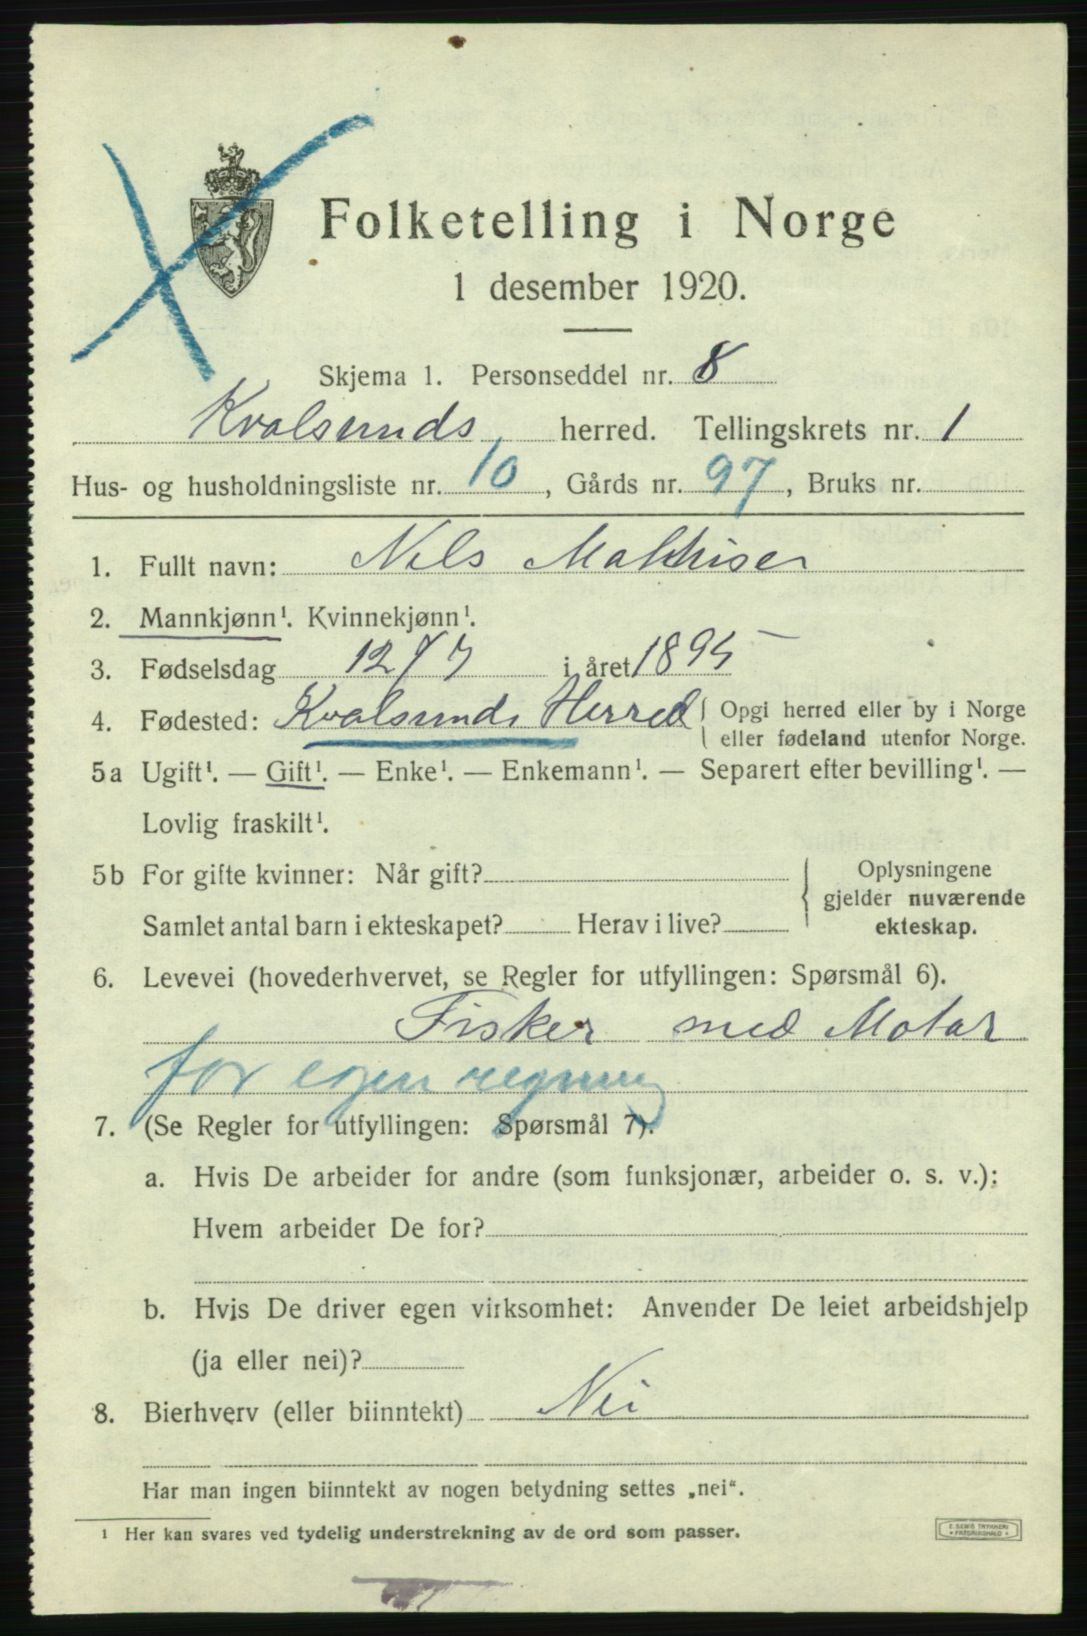 Folketelling i Norge
1 desember 1920.
Skjema 1. Personseddel nr. 8
Kvalsunds herred. Tellingskrets nr. 1
Hus- og husholdningsliste nr. 10, Gårds nr. 97, Bruks nr.
1. Fullt navn: Nils Mathisen
2. Mannkjønn¹. Kvinnekjønn¹.
3. Fødselsdag 12/7 i året 1895
4. Fødested: Kvalsunds Herred { Opgi herred eller by i Norge
eller fødeland utenfor Norge.
5a Ugift¹. — Gift¹. — Enke¹. — Enkemann¹. — Separert efter bevilling¹. —
Lovlig fraskilt¹.
5b For gifte kvinner: Når gift? { Oplysningene
gjelder nuværende
Samlet antal barn i ekteskapet? Herav i live? ekteskap.
6. Levevei (hovederhvervet, se Regler for utfyllingen: Spørsmål 6).
Fisker med Motar
for egen regning
7. (Se Regler for utfyllingen: Spørsmål 7).
a. Hvis De arbeider for andre (som funksjonær, arbeider o. s. v.):
Hvem arbeider De for?
b. Hvis De driver egen virksomhet: Anvender De leiet arbeidshjelp
(ja eller nei)?
8. Bierhverv (eller biinntekt) Nei
Har man ingen biinntekt av nogen betydning settes „nei“.
¹ Her kan svares ved tydelig understrekning av de ord som passer.
E. SEM'S TRYKKERI
FREDRIKSHALD